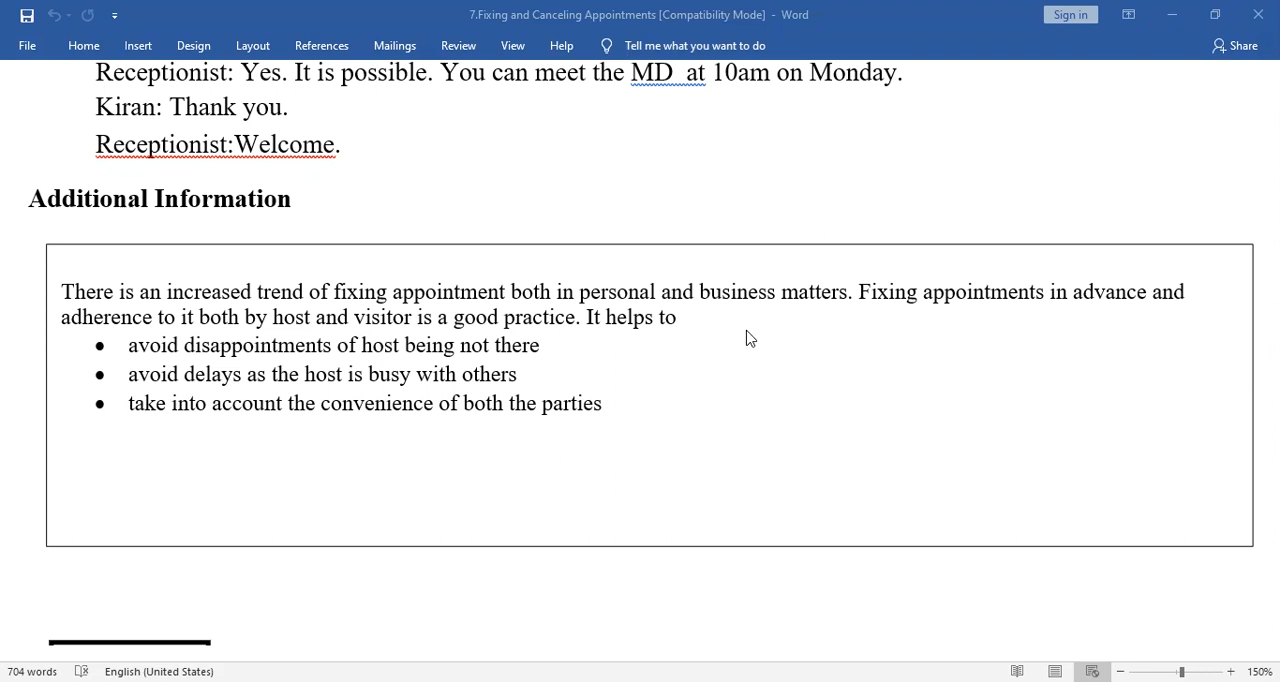 7.Fixing and Canceling Appointments [Compatibility Mode] - Word
Sign in
File Home Insert Design Layout References Mailings Review View Help Tell me what you want to do Share
Receptionist: Yes. It is possible. You can meet the MD  at 10am on Monday.
Kiran: Thank you.
Receptionist:Welcome.
Additional Information
There is an increased trend of fixing appointment both in personal and business matters. Fixing appointments in advance and
adherence to it both by host and visitor is a good practice. It helps to
• avoid disappointments of host being not there
• avoid delays as the host is busy with others
• take into account the convenience of both the parties
704 words English (United States) 150%